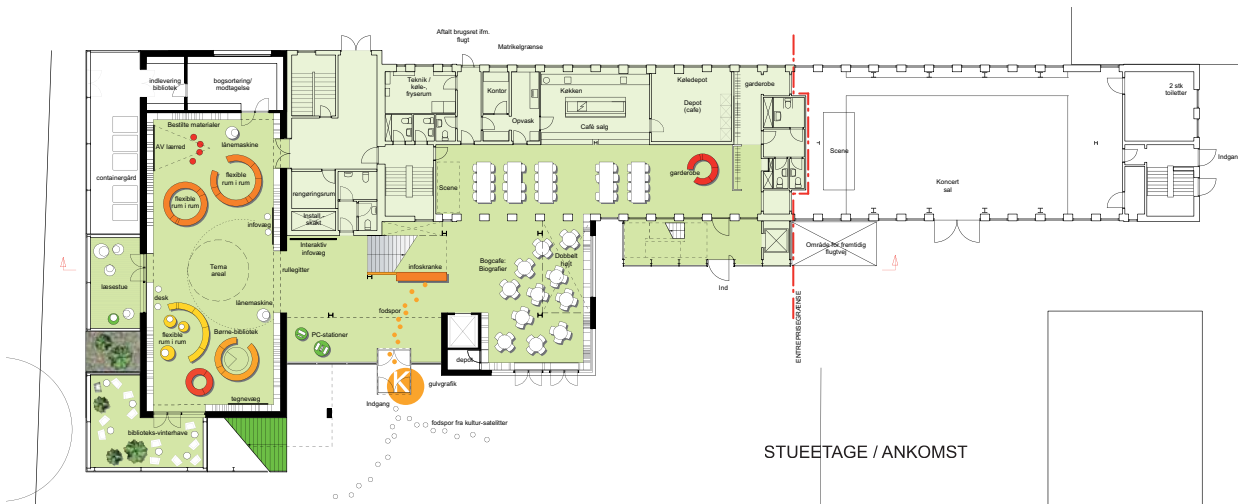 Aftalt brugsret ifm.
flugt
Matrikelgrænse
indlevering
bibliotek
bogsortering/
modtagelse
Teknik /
køle-,
fryserum
Kontor
Opvask
Køkken
Café salg
Køledepot
Depot
(cafe)
garderobe
2 stk
toiletter
Bestilte materialer
lånemaskine
AV lærred
flexible
rum i rum
flexible
rum i rum
containergård
rengøringsrum
Install.
skakt
Scene
garderobe
Scene
Koncert
sal
Indgan
infovæg
Interaktiv
infovæg
rullegitter
Tema
areal
læsestue
desk
lånemaskine
flexible
rum i rum
Børne-bibliotek
tegnevæg
biblioteks-vinterhave
infoskranke
fodspor
PC-stationer
Bogcafe:
Biografier
Dobbelt
højt
depot
Ind
Område for fremtidig
flugtvej
ENTREPRISEGRÆNSE
K
gulvgrafik
Indgang
fodspor fra kultur-satelitter
STUEETAGE / ANKOMST